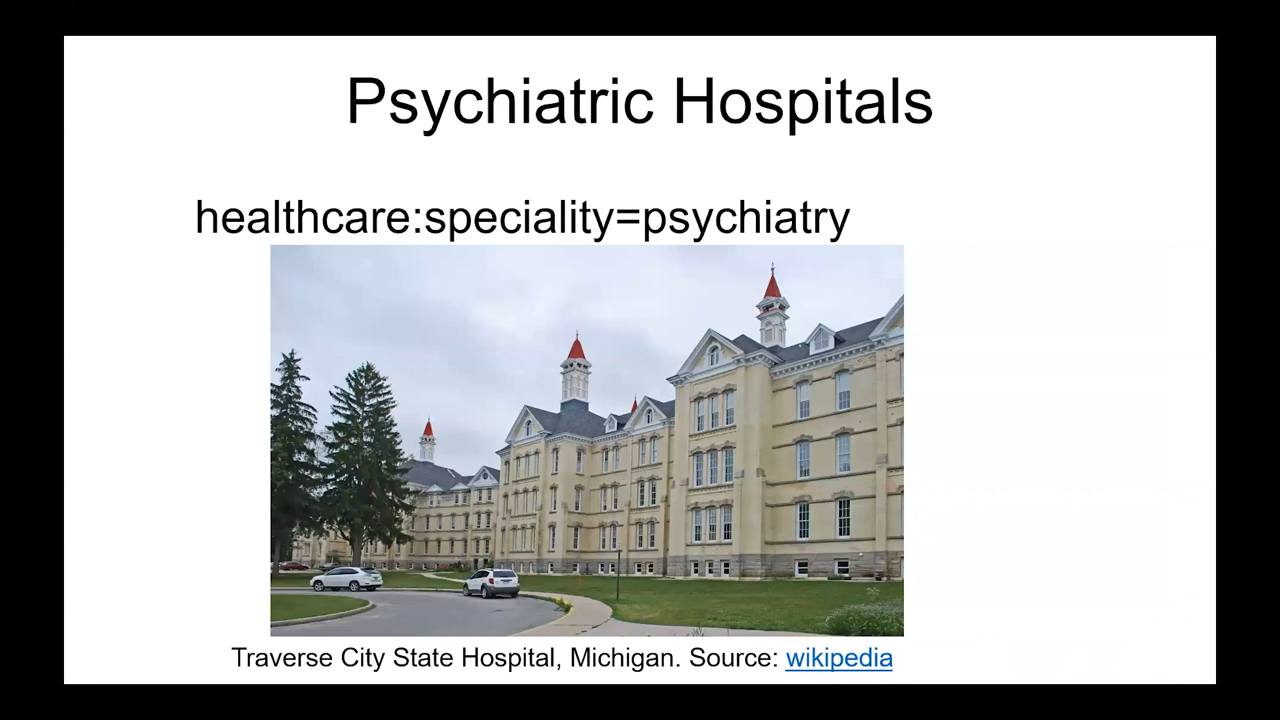 Psychiatric Hospitals
healthcare:speciality=psychiatry
Traverse City State Hospital, Michigan. Source: wikipedia